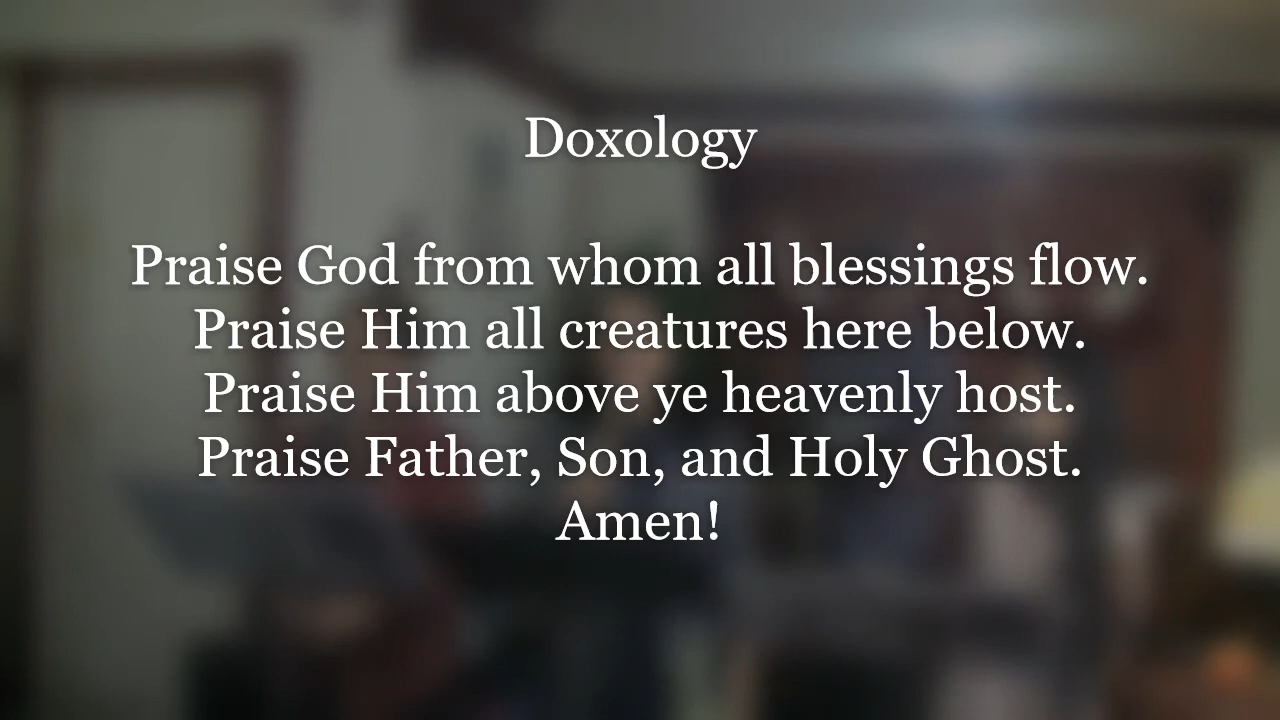 Doxology
Praise God from whom all blessings flow.
Praise Him all creatures here below.
Praise Him above ye heavenly host.
Praise Father, Son, and Holy Ghost.
Amen!